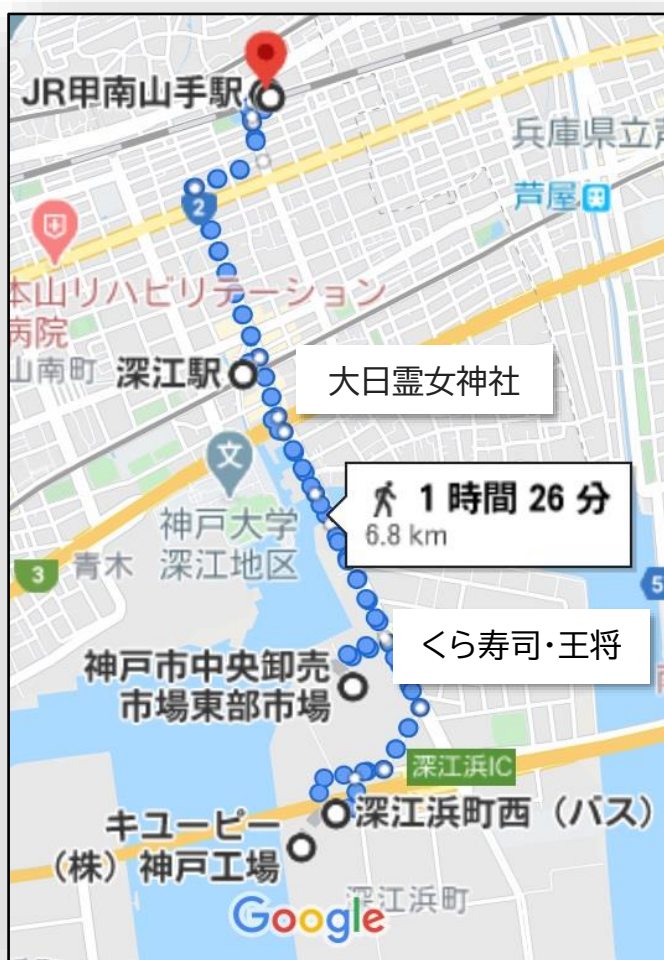 JR甲南山手駅
兵庫県立芦
芦屋
2
本山リハビリテーション
病院
山南町
深江駅
大日霊女神社
文
1 時間 26 分
6.8 km
神戸大学
深江地区
3
青木
5
くら寿司・王将
神戸市中央卸売
市場東部市場
深江浜IC
深江浜町西（バス）
キユーピー
（株）神戸工場
深江浜町
Google